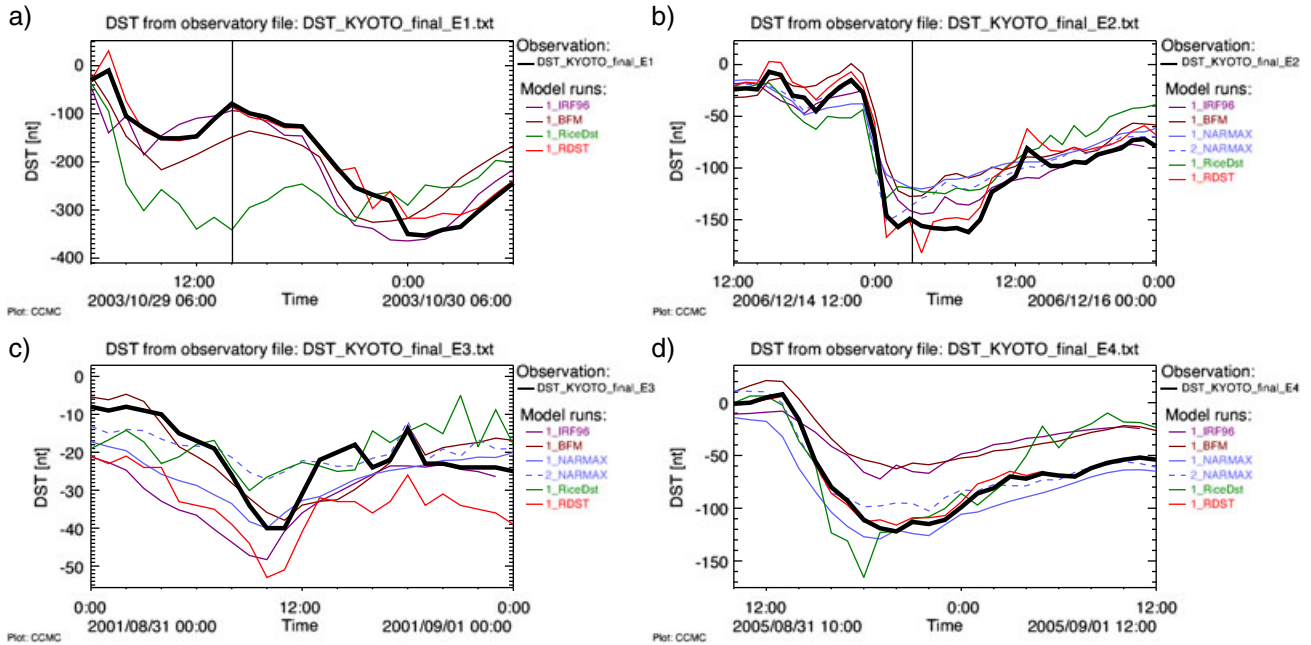 a)
DST from observatory file: DST_KYOTO_final_E1.txt
Observation:
DST_KYOTO_final_E1
Model runs:
1_IRF96
1_BFM
1_RiceDst
1_RDST
DST [nt]
0
-100
-200
-300
-400
12:00
0:00
2003/10/29 06:00
Time
2003/10/30 06:00
Plot: CCMC
b)
DST from observatory file: DST_KYOTO_final_E2.txt
Observation:
DST_KYOTO_final_E2
Model runs:
1_IRF96
1_BFM
1_NARMAX
2_NARMAX
1_RiceDst
1_RDST
DST [nt]
0
-50
-100
-150
12:00
0:00
12:00
0:00
2006/12/14 12:00
Time
2006/12/16 00:00
Plot: CCMC
c)
DST from observatory file: DST_KYOTO_final_E3.txt
Observation:
DST_KYOTO_final_E3
Model runs:
1_IRF96
1_BFM
1_NARMAX
2_NARMAX
1_RiceDst
1_RDST
DST [nt]
0
-10
-20
-30
-40
-50
0:00
12:00
0:00
2001/08/31 00:00
Time
2001/09/01 00:00
Plot: CCMC
d)
DST from observatory file: DST_KYOTO_final_E4.txt
Observation:
DST_KYOTO_final_E4
Model runs:
1_IRF96
1_BFM
1_NARMAX
2_NARMAX
1_RiceDst
1_RDST
DST [nt]
0
-50
-100
-150
12:00
0:00
12:00
2005/08/31 10:00
Time
2005/09/01 12:00
Plot: CCMC